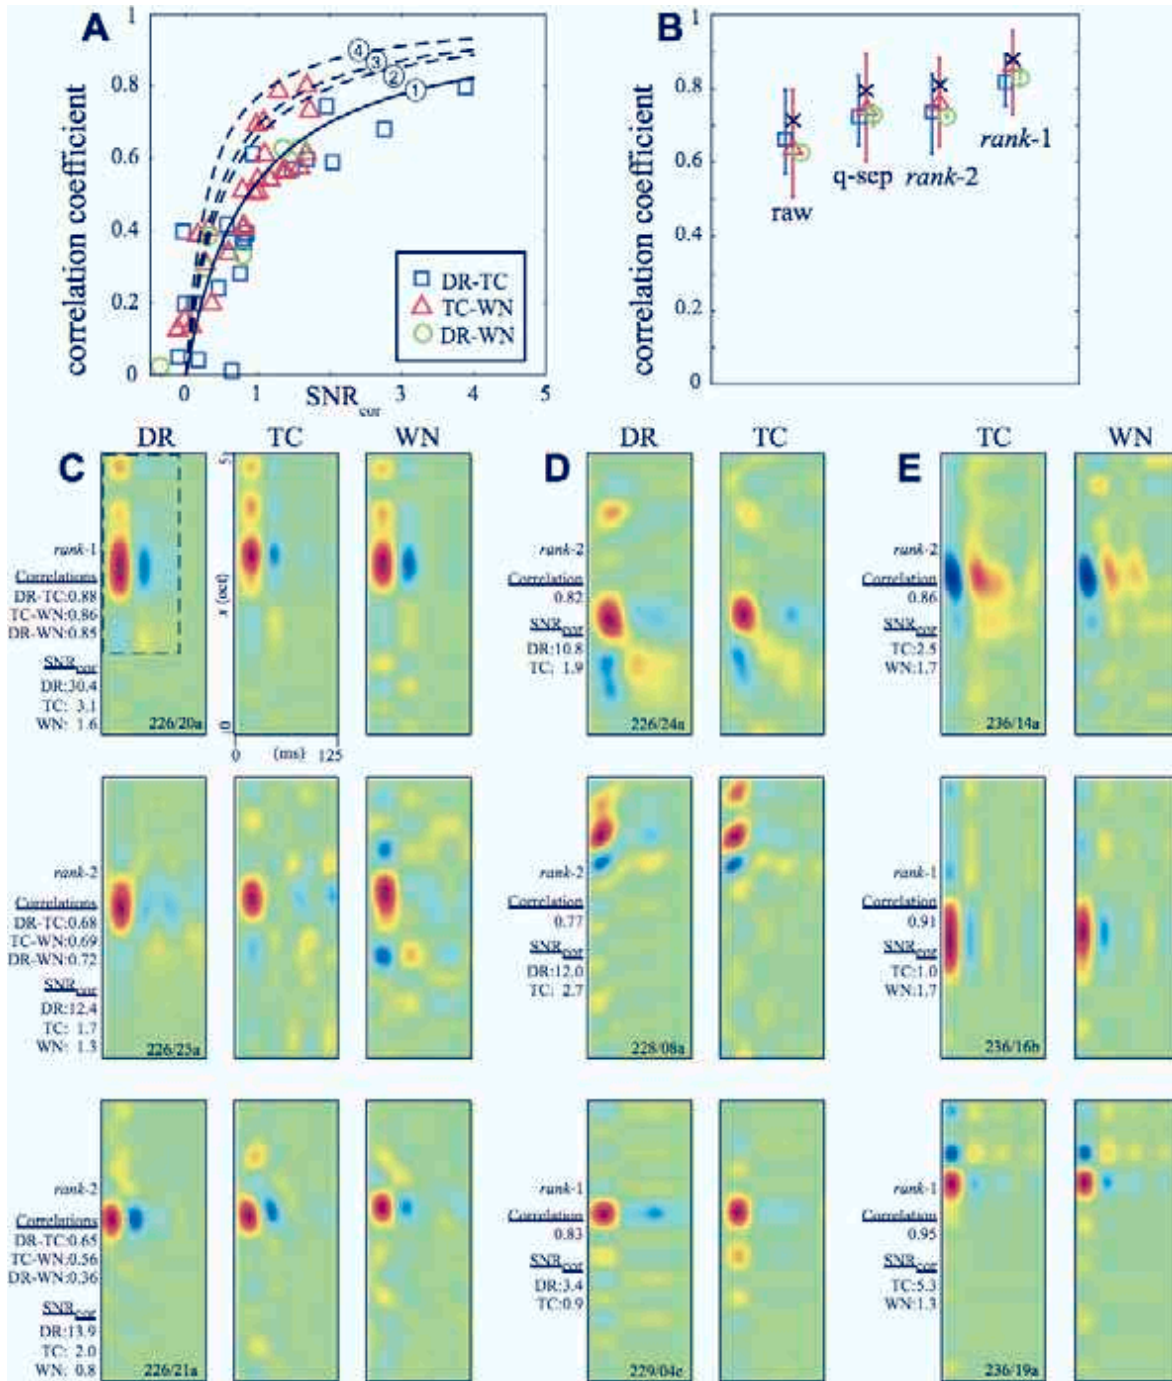 A
correlation coefficient
1
0.8
0.6
0.4
0.2
0
0 1 3 4 5
SNRcor
4
3
2
1
DR-TC
TC-WN
DR-WN
B
correlation coefficient
1
0.8
0.6
0.4
0.2
0
raw
q-sep
rank-2
rank-1
C
DR TC WN
rank-1
Correlations
DR-TC:0.88
TC-WN:0.86
DR-WN:0.85
SNRcor
DR:30.4
TC: 3.1
WN: 1.6
226/20a
5
x (oct)
0
0 (ms) 125
rank-2
Correlations
DR-TC:0.68
TC-WN:0.69
DR-WN:0.72
SNRcor
DR:12.4
TC: 1.7
WN: 1.3
226/25a
rank-2
Correlations
DR-TC:0.65
TC-WN:0.56
DR-WN:0.36
SNRcor
DR:13.9
TC: 2.0
WN: 0.8
226/21a
D
DR TC
rank-2
Correlation
0.82
SNRcor
DR:10.8
TC: 1.9
226/24a
rank-2
Correlation
0.77
SNRcor
DR:12.0
TC: 2.7
228/08a
rank-1
Correlation
0.83
SNRcor
DR:3.4
TC:0.9
229/04c
E
TC WN
rank-2
Correlation
0.86
SNRcor
TC:2.5
WN:1.7
236/14a
rank-1
Correlation
0.91
SNRcor
TC:1.0
WN:1.7
236/16b
rank-1
Correlation
0.95
SNRcor
TC:5.3
WN:1.3
236/19a